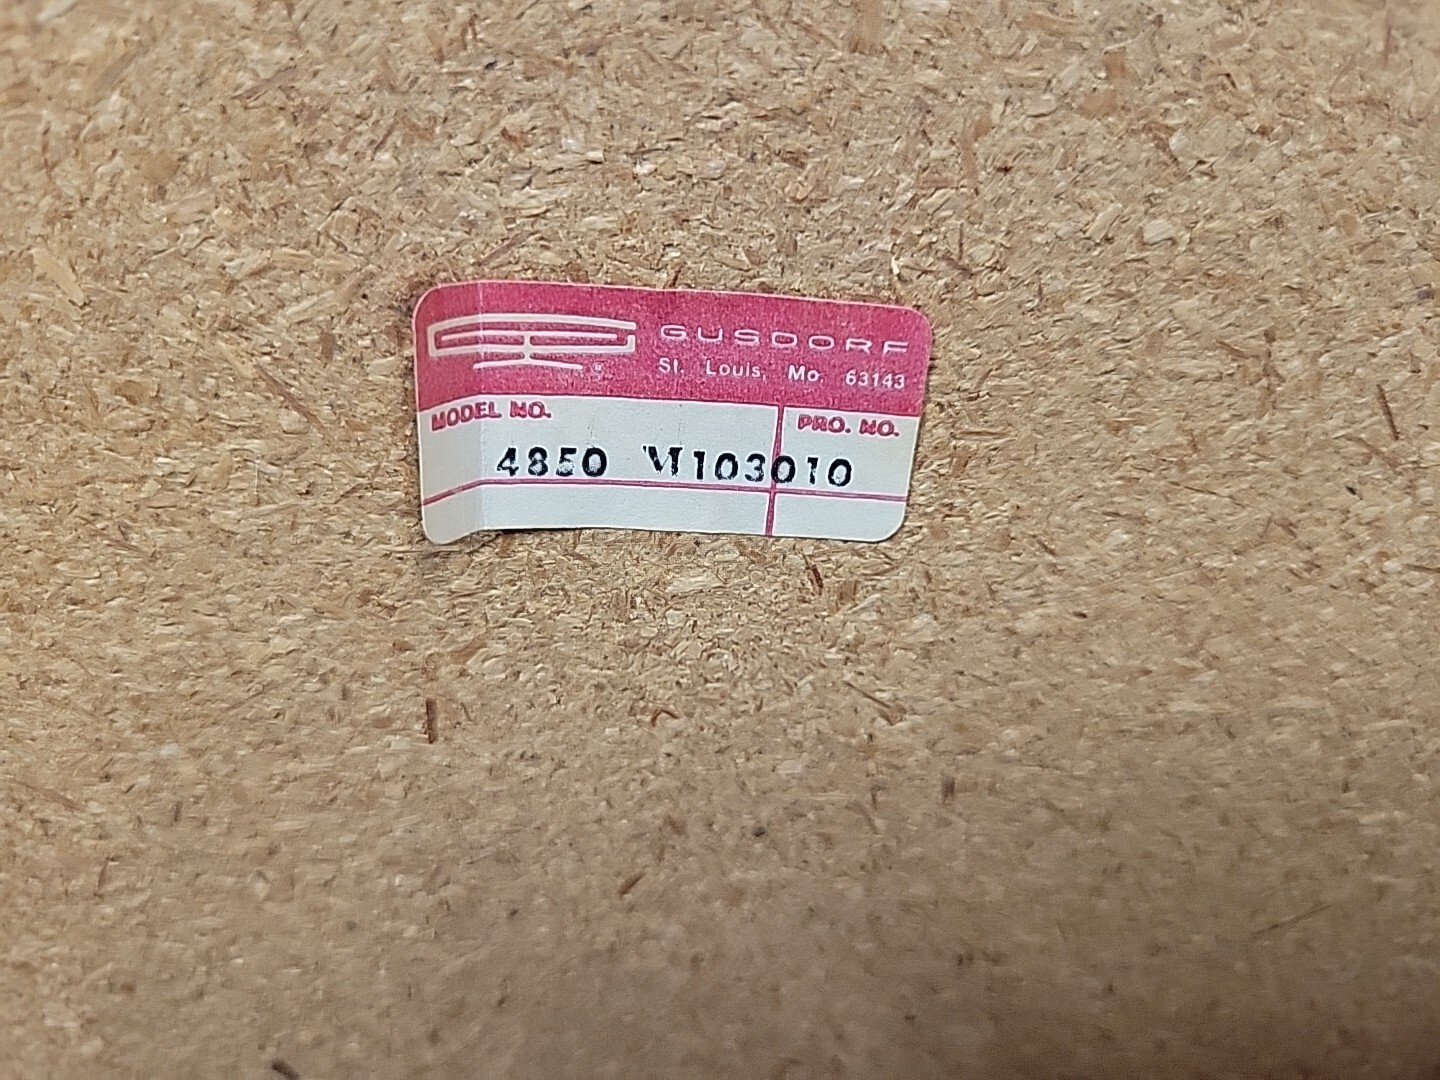 GUSDORF
St. Louis, Mo. 63143
MODEL NO. PRO. NO.
4850 M103010